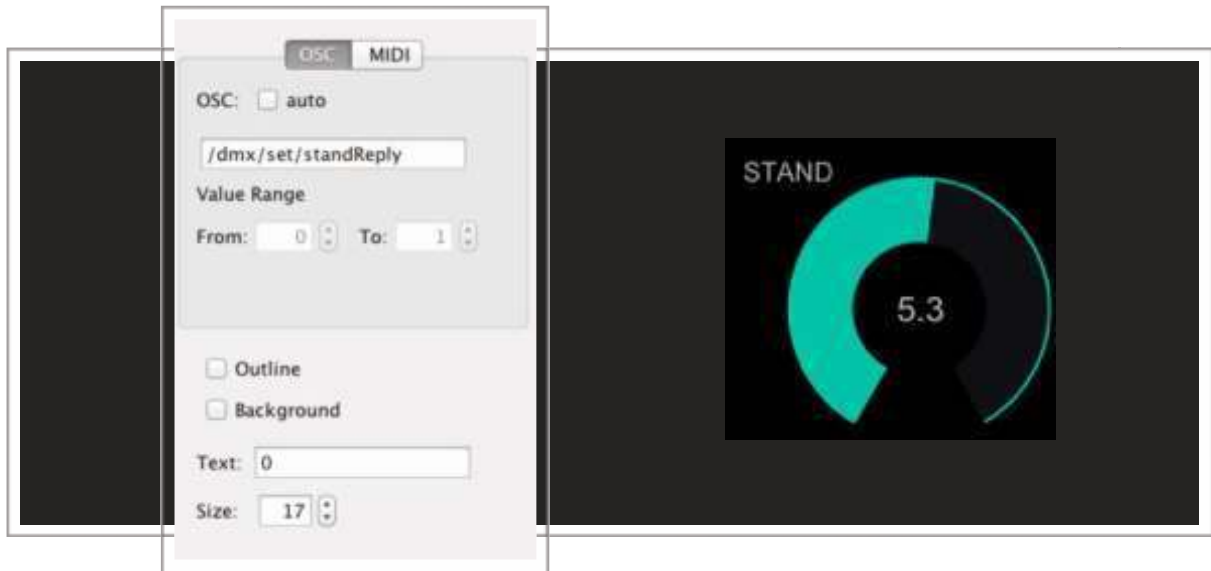 OSC MIDI
OSC: auto
/dmx/set/standReply
Value Range
From: 0 To: 1
Outline
Background
Text: 0
Size: 17
STAND
5.3